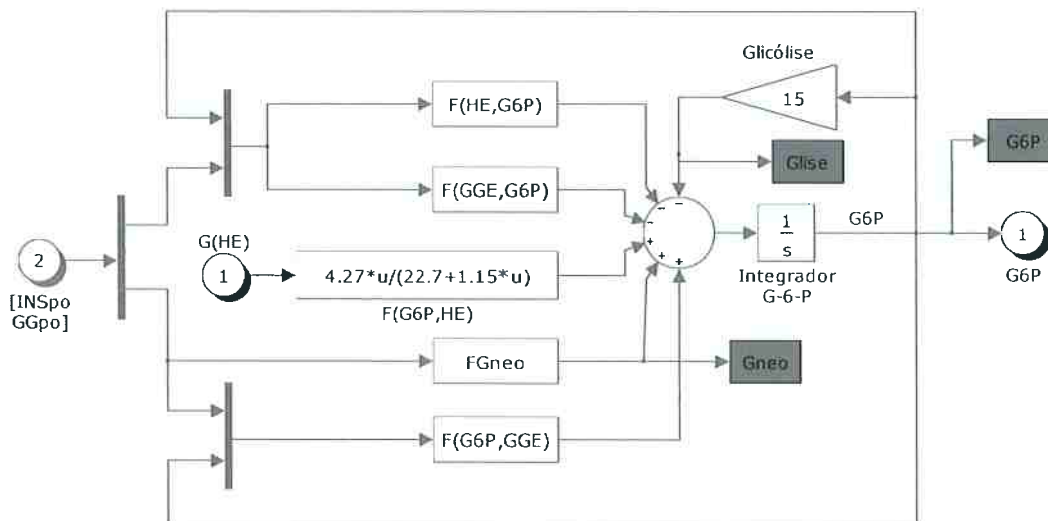 Glicólise
15
F(HE,G6P)
G6P
Glise
F(GGE,G6P)
G(HE)
2
1
4.27*u/(22.7+1.15*u)
F(G6P,HE)
[INSpo
GGpo]
−
−
−
+
+
+
1
s
Integrador
G-6-P
G6P
1
G6P
FGneo
Gneo
F(G6P,GGE)